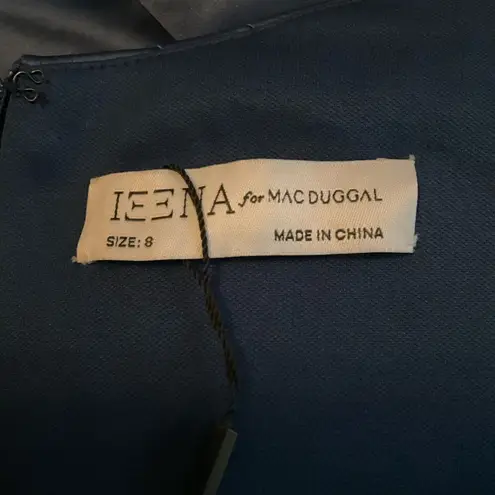 IEENA for MAC DUGGAL
SIZE: 8 MADE IN CHINA